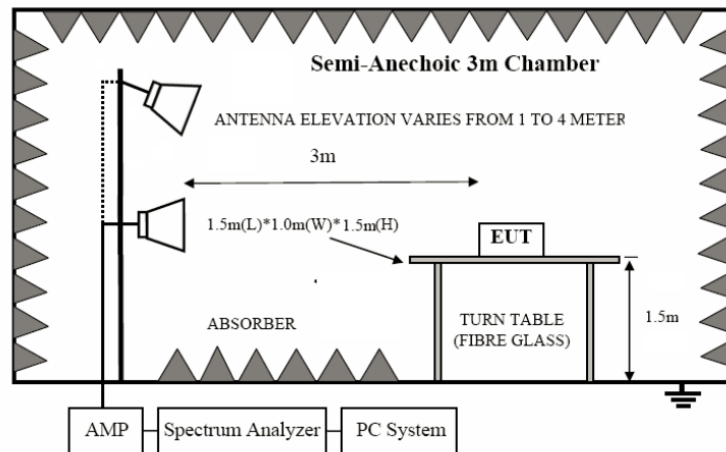 Semi-Anechoic 3m Chamber
ANTENNA ELEVATION VARIES FROM 1 TO 4 METER
3m
1.5m(L)*1.0m(W)*1.5m(H)
EUT
1.5m
ABSORBER
TURN TABLE
(FIBRE GLASS)
AMP
Spectrum Analyzer
PC System